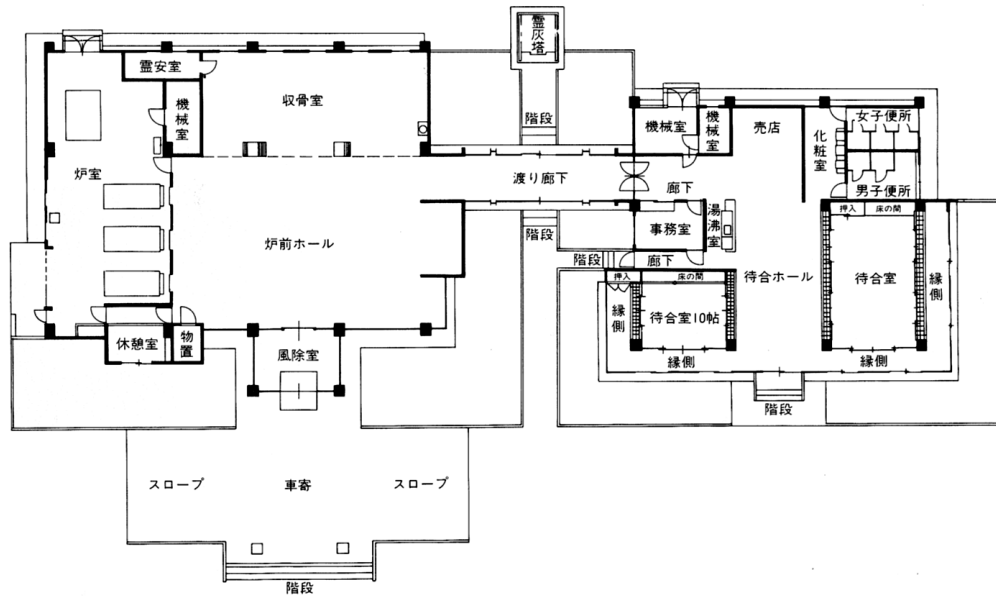 霊灰塔
霊安室
収骨室
機械室
階段
機械室
機械室
売店
化粧室
女子便所
炉室
渡り廊下
廊下
男子便所
押入
床の間
湯沸室
事務室
炉前ホール
階段
階段
廊下
待合ホール
待合室
縁側
押入
床の間
縁側
待合室10帖
休憩室
物置
風除室
縁側
縁側
階段
スロープ
車寄
スロープ
階段